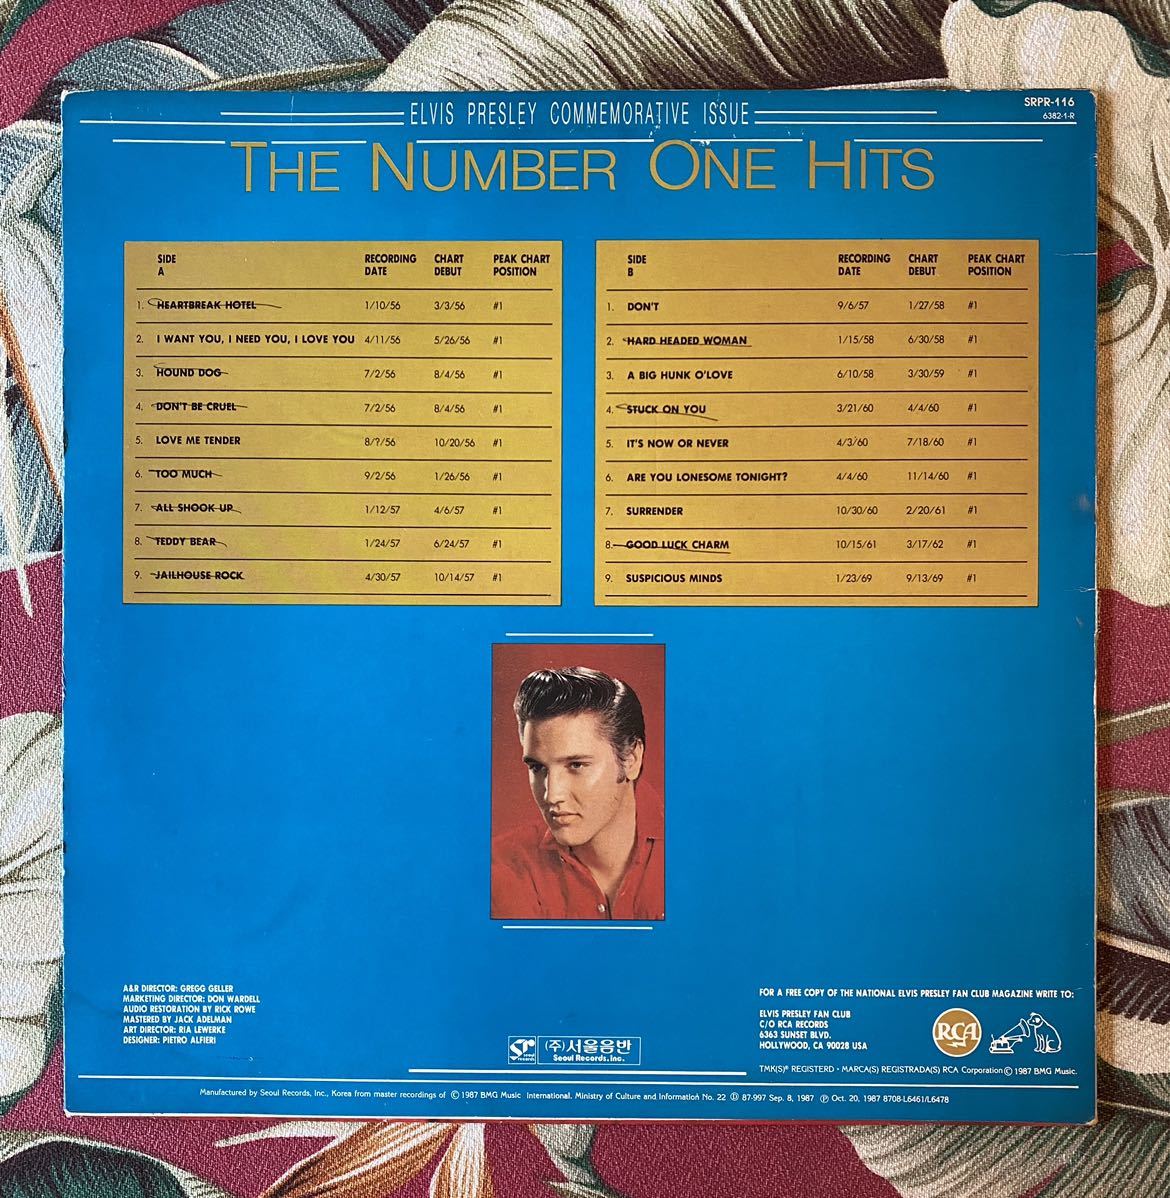 ELVIS PRESLEY COMMEMORATIVE ISSUE
SRPR-116
6382-1-R
THE NUMBER ONE HITS
SIDE A RECORDING DATE CHART DEBUT PEAK CHART POSITION
1. HEARTBREAK HOTEL 1/10/56 3/3/56 #1
2. I WANT YOU, I NEED YOU, I LOVE YOU 4/11/56 5/26/56 #1
3. HOUND DOG 7/2/56 8/4/56 #1
4. DON'T BE CRUEL 7/2/56 8/4/56 #1
5. LOVE ME TENDER 8/?/56 10/20/56 #1
6. TOO MUCH 9/2/56 1/26/56 #1
7. ALL SHOOK UP 1/12/57 4/6/57 #1
8. TEDDY BEAR 1/24/57 6/24/57 #1
9. JAILHOUSE ROCK 4/30/57 10/14/57 #1
SIDE B RECORDING DATE CHART DEBUT PEAK CHART POSITION
1. DON'T 9/6/57 1/27/58 #1
2. HARD HEADED WOMAN 1/15/58 6/30/58 #1
3. A BIG HUNK O'LOVE 6/10/58 3/30/59 #1
4. STUCK ON YOU 3/21/60 4/4/60 #1
5. IT'S NOW OR NEVER 4/3/60 7/18/60 #1
6. ARE YOU LONESOME TONIGHT? 4/4/60 11/14/60 #1
7. SURRENDER 10/30/60 2/20/61 #1
8. GOOD LUCK CHARM 10/15/61 3/17/62 #1
9. SUSPICIOUS MINDS 1/23/69 9/13/69 #1
A&R DIRECTOR: GREGG GELLER
MARKETING DIRECTOR: DON WARDELL
AUDIO RESTORATION BY RICK ROWE
MASTERED BY JACK ADELMAN
ART DIRECTOR: RIA LEWERKE
DESIGNER: PIETRO ALFIERI
seoul records
(주)서울음반
Seoul Records.inc.
FOR A FREE COPY OF THE NATIONAL ELVIS PRESLEY FAN CLUB MAGAZINE WRITE TO:
ELVIS PRESLEY FAN CLUB
C/O RCA RECORDS
6363 SUNSET BLVD.
HOLLYWOOD, CA 90028 USA
RCA
TMK(S)® REGISTERD • MARCA(S) REGISTRADA(S) RCA Corporation © 1987 BMG Music.
Manufactured by Seoul Records, Inc., Korea from master recordings of © 1987 BMG Music International. Ministry of Culture and Information No. 22 Ⓓ 87-997 Sep. 8, 1987 Ⓟ Oct. 20, 1987 8708-L6461/L6478